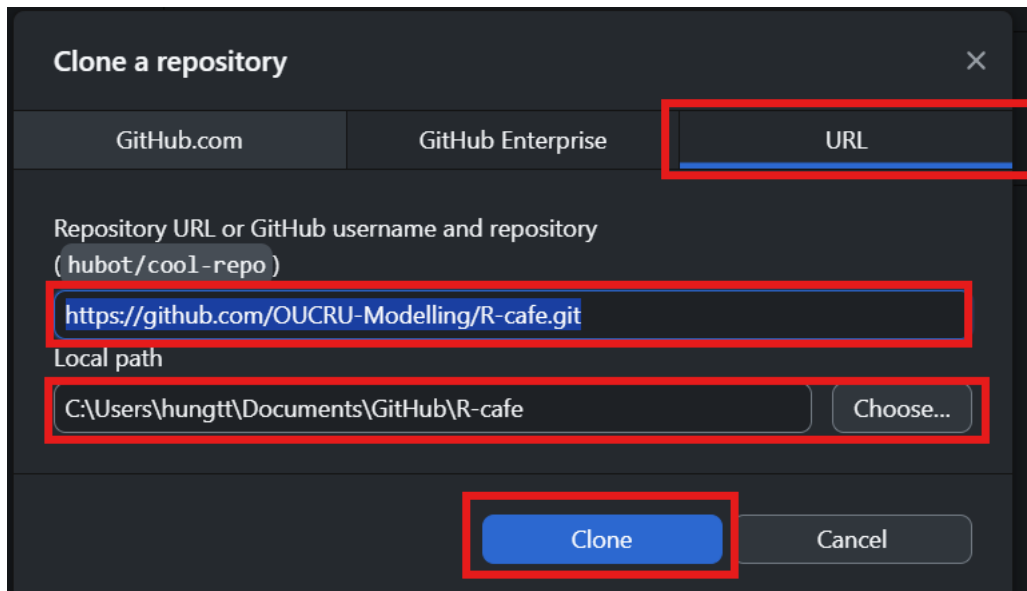 Clone a repository
GitHub.com
GitHub Enterprise
URL
Repository URL or GitHub username and repository
(hubot/cool-repo)
https://github.com/OUCRU-Modelling/R-cafe.git
Local path
C:\Users\hungtt\Documents\GitHub\R-cafe
Choose...
Clone
Cancel